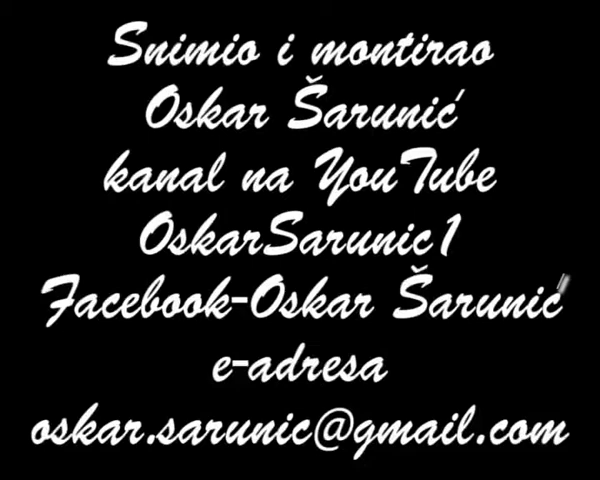 Snimio i montirao
Oskar Šarunić
kanal na YouTube
OskarSarunic1
Facebook-Oskar Šarunić
e-adresa
oskar.sarunic@gmail.com